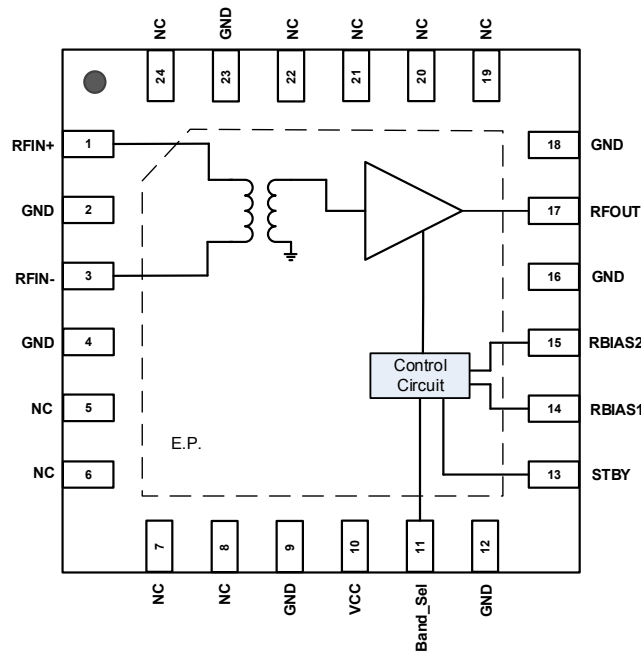 NC
GND
NC
NC
NC
NC
24
23
22
21
20
19
RFIN+
1
GND
2
RFIN-
3
GND
4
NC
5
NC
6
18
GND
17
RFOUT
16
GND
15
RBIAS2
14
RBIAS1
13
STBY
Control
Circuit
E.P.
7
8
9
10
11
12
NC
NC
GND
VCC
Band_Sel
GND